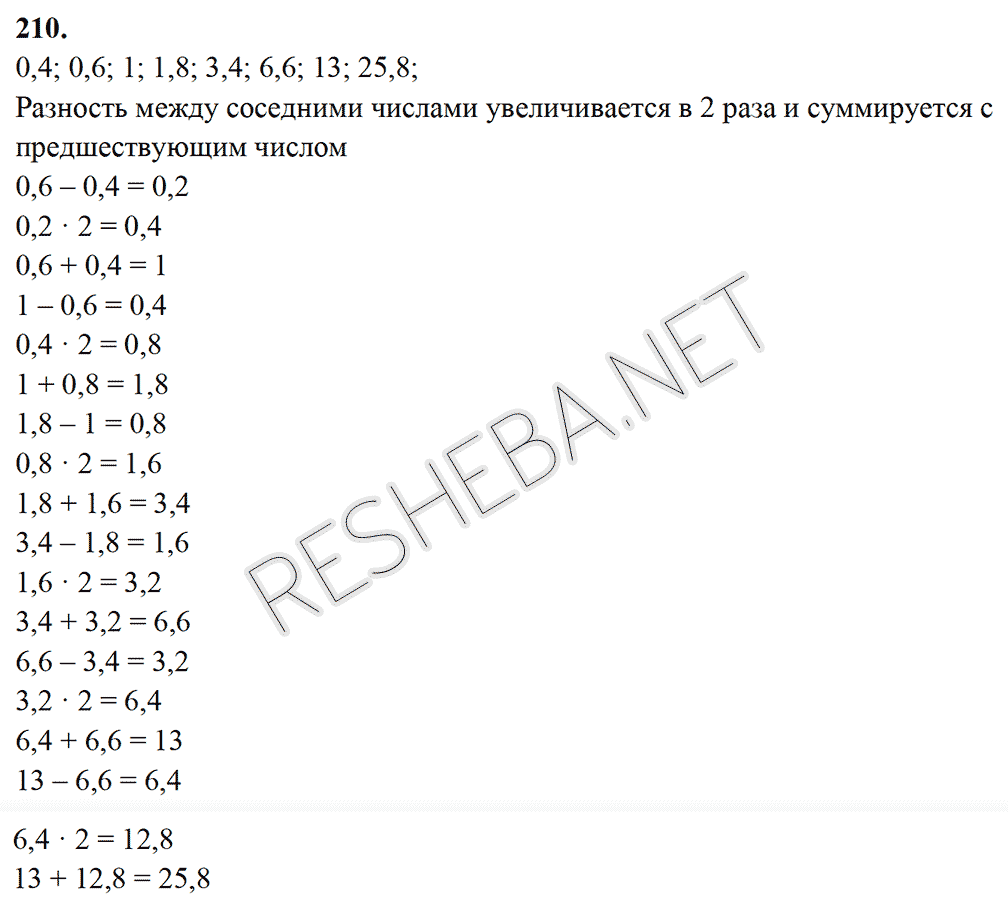 210.
0,4; 0,6; 1; 1,8; 3,4; 6,6; 13; 25,8;
Разность между соседними числами увеличивается в 2 раза и суммируется с
предшествующим числом
0,6 – 0,4 = 0,2
0,2 · 2 = 0,4
0,6 + 0,4 = 1
1 – 0,6 = 0,4
0,4 · 2 = 0,8
1 + 0,8 = 1,8
1,8 – 1 = 0,8
0,8 · 2 = 1,6
1,8 + 1,6 = 3,4
3,4 – 1,8 = 1,6
1,6 · 2 = 3,2
3,4 + 3,2 = 6,6
6,6 – 3,4 = 3,2
3,2 · 2 = 6,4
6,4 + 6,6 = 13
13 – 6,6 = 6,4
6,4 · 2 = 12,8
13 + 12,8 = 25,8
RESHEBA.NET